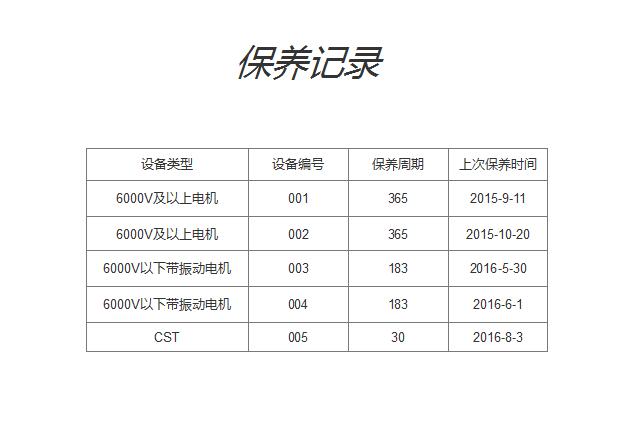 保养记录
设备类型 设备编号 保养周期 上次保养时间
6000V及以上电机 001 365 2015-9-11
6000V及以上电机 002 365 2015-10-20
6000V以下带振动电机 003 183 2016-5-30
6000V以下带振动电机 004 183 2016-6-1
CST 005 30 2016-8-3